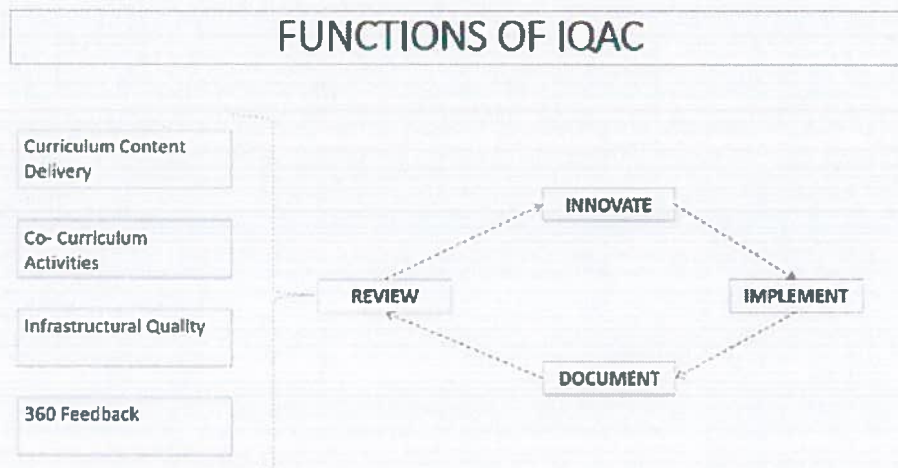 FUNCTIONS OF IQAC
Curriculum Content
Delivery
Co- Curriculum
Activities
Infrastructural Quality
360 Feedback
INNOVATE
REVIEW
IMPLEMENT
DOCUMENT